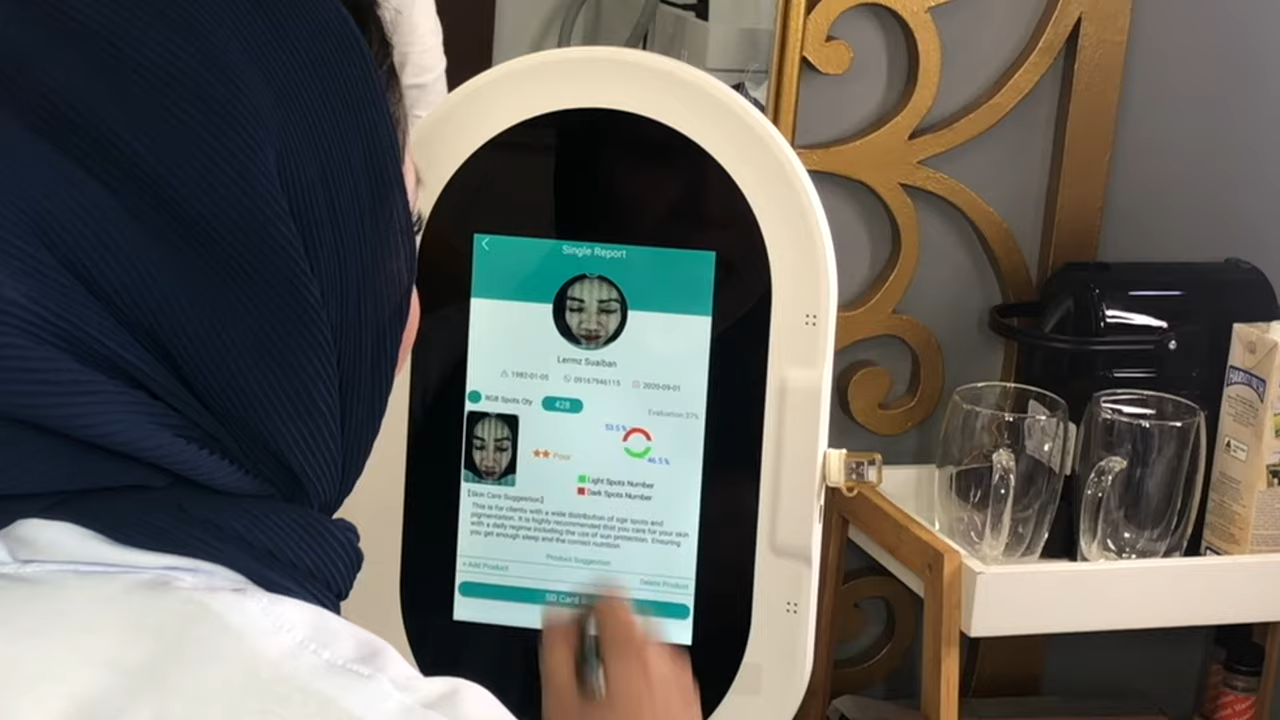 Single Report
Lermz Suaiban
1982-01-05 09167946115 2020-09-01
RGB Spots Qty 428
Evaluation:37%
53.5%
46.5%
Poor
Light Spots Number
Dark Spots Number
【Skin Care Suggestion】
This is for clients with a wide distribution of age spots and
pigmentation. It is highly recommended that you care for your skin
with a daily regime including the use of sun protection. Ensuring
you get enough sleep and the correct nutrition.
Product Suggestion
+Add Product
Delete Product
SD Card